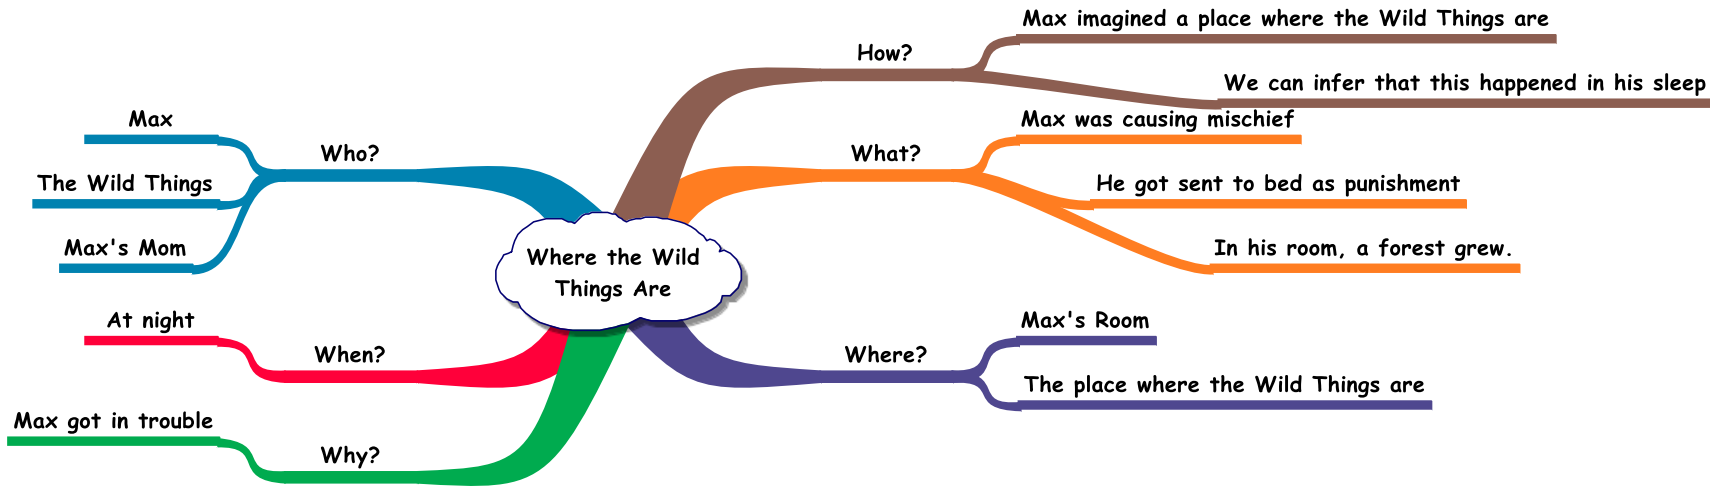 Where the Wild
Things Are
How?
Max imagined a place where the Wild Things are
We can infer that this happened in his sleep
What?
Max was causing mischief
He got sent to bed as punishment
In his room, a forest grew.
Where?
Max's Room
The place where the Wild Things are
Who?
Max
The Wild Things
Max's Mom
When?
At night
Why?
Max got in trouble